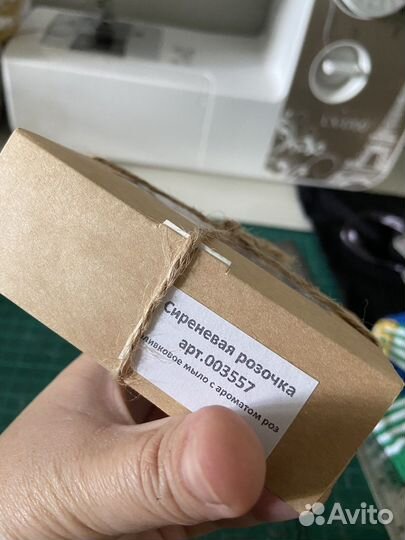 Сиреневая розочка
арт.003557
мыло с ароматом роз
Avito